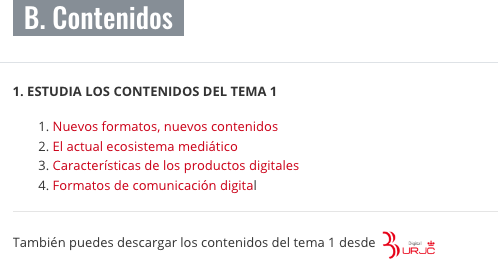 B. Contenidos
1. ESTUDIA LOS CONTENIDOS DEL TEMA 1
1. Nuevos formatos, nuevos contenidos
2. El actual ecosistema mediático
3. Características de los productos digitales
4. Formatos de comunicación digital
También puedes descargar los contenidos del tema 1 desde
Digital
URJC